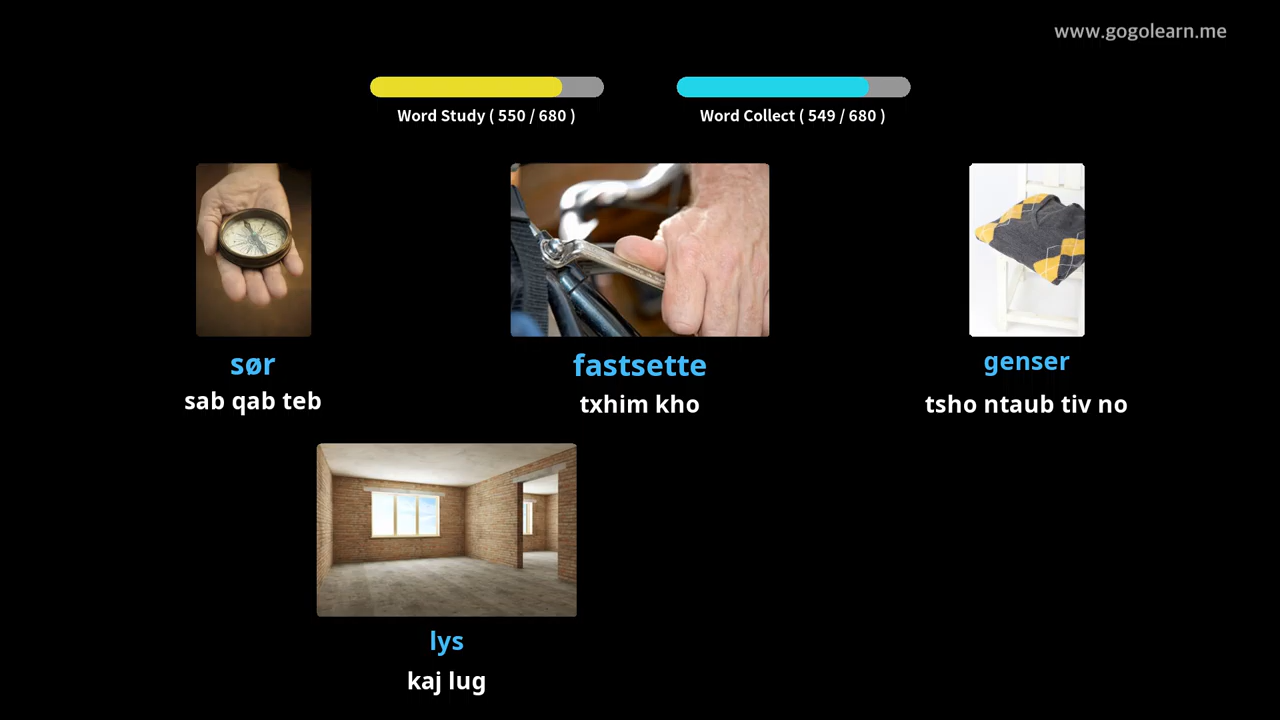 www.gogolearn.me
Word Study ( 550 / 680 )
Word Collect ( 549 / 680 )
sør
sab qab teb
fastsette
txhim kho
genser
tsho ntaub tiv no
lys
kaj lug